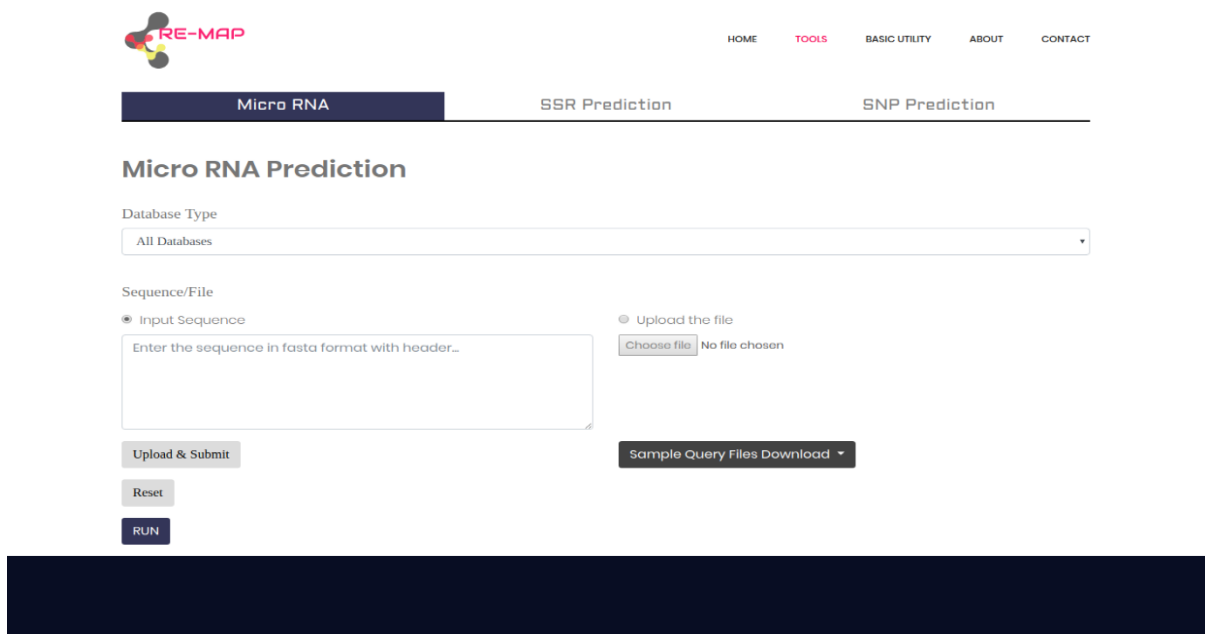 RE-MAP
HOME TOOLS BASIC UTILITY ABOUT CONTACT
Micro RNA SSR Prediction SNP Prediction
Micro RNA Prediction
Database Type
All Databases
Sequence/File
Input Sequence Upload the file
Enter the sequence in fasta format with header... Choose file No file chosen
Upload & Submit Sample Query Files Download
Reset
RUN